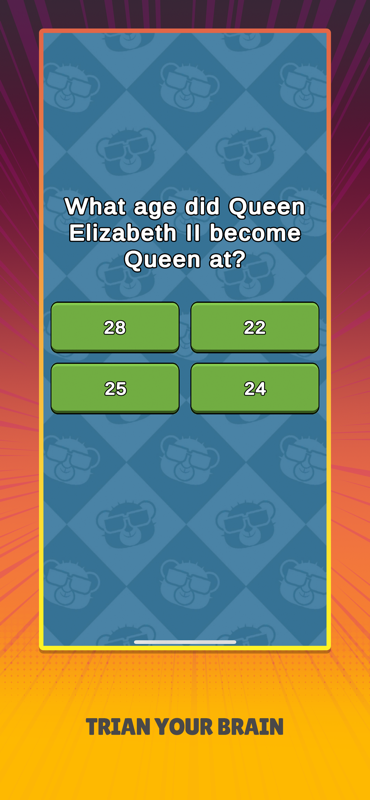 What age did Queen
Elizabeth II become
Queen at?
28
22
25
24
TRIAN YOUR BRAIN